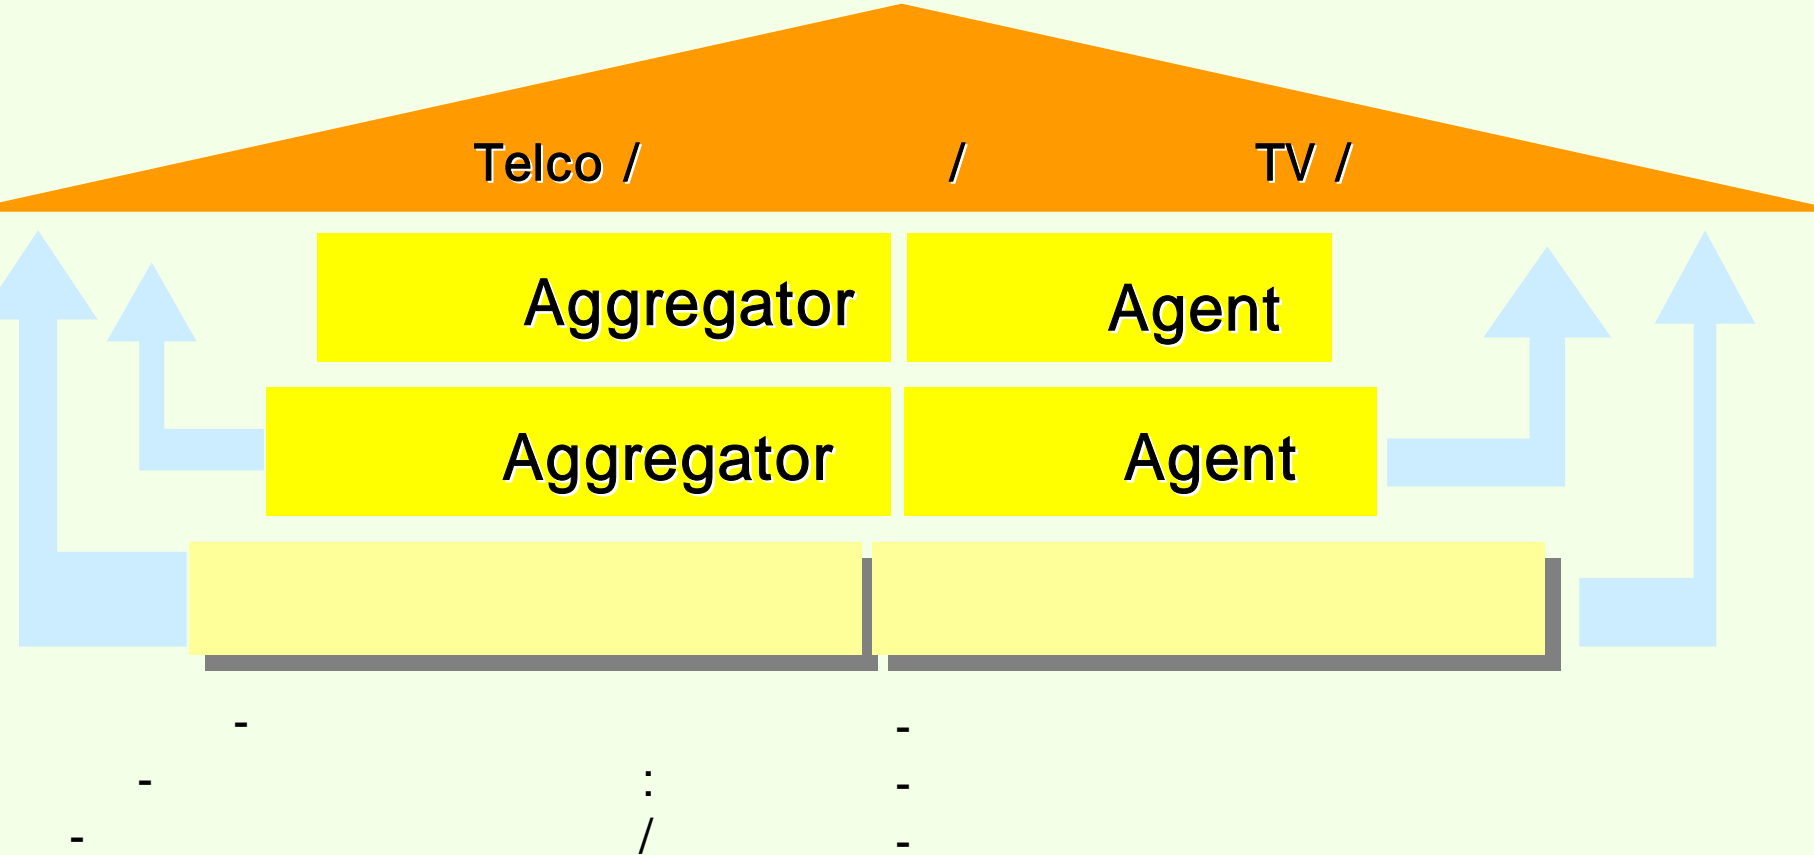 Telco / / TV /
Aggregator Agent
Aggregator Agent
- -
- : -
- / -